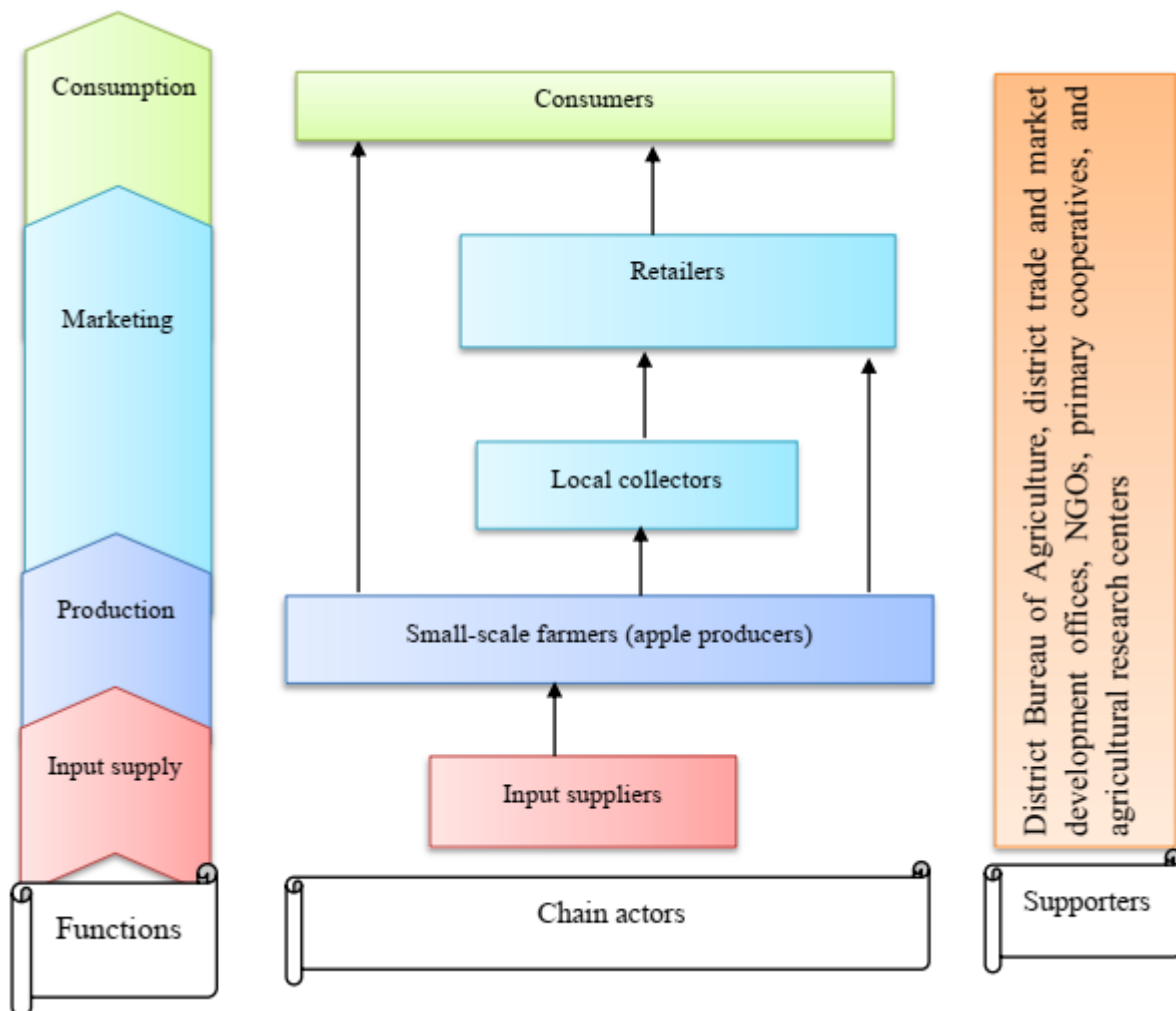 Consumption
Marketing
Production
Input supply
Functions
Consumers
Retailers
Local collectors
Small-scale farmers (apple producers)
Input suppliers
Chain actors
District Bureau of Agriculture, district trade and market
development offices, NGOs, primary cooperatives, and
agricultural research centers
Supporters